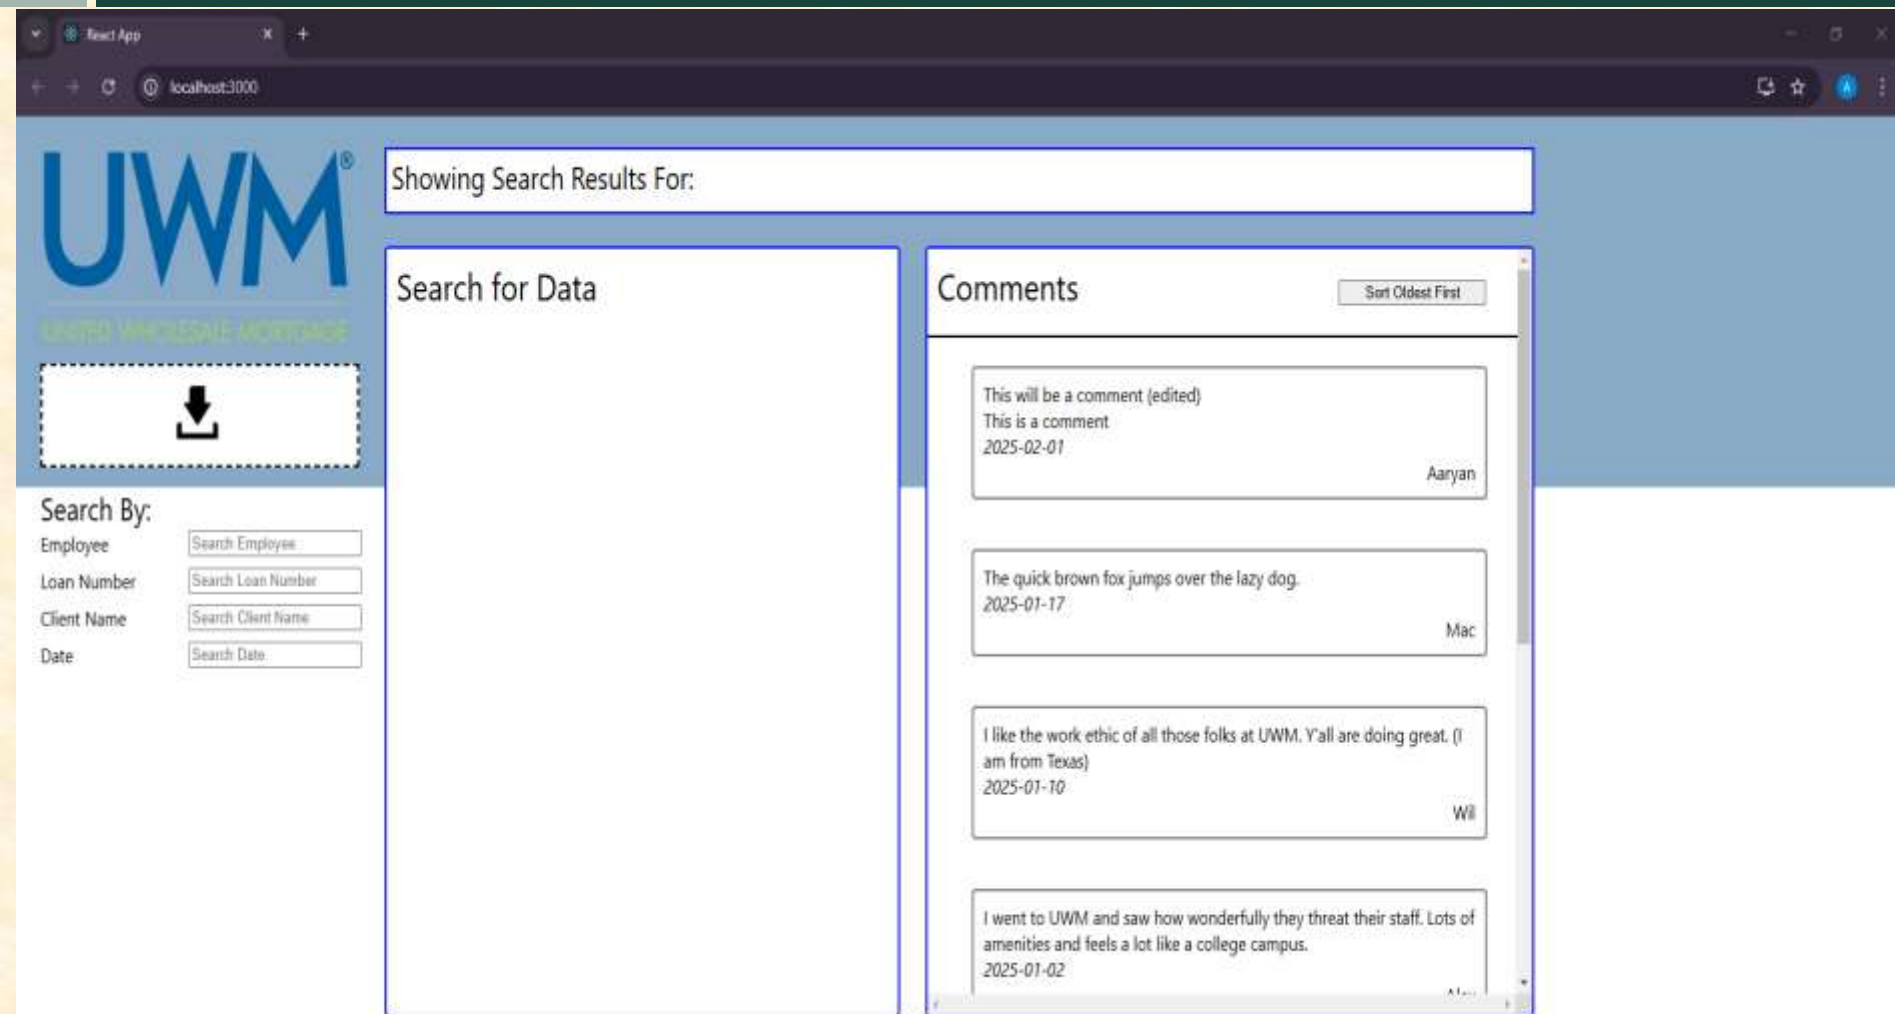 React App
localhost:3000
A
UWM®
UNITED WHOLESALE MORTGAGE
Showing Search Results For:
Search for Data
Comments
Sort Oldest First
This will be a comment (edited)
This is a comment
2025-02-01
Aaryan
The quick brown fox jumps over the lazy dog.
2025-01-17
Mac
I like the work ethic of all those folks at UWM. Y'all are doing great. (I
am from Texas)
2025-01-10
Wil
I went to UWM and saw how wonderfully they threat their staff. Lots of
amenities and feels a lot like a college campus.
2025-01-02
Search By:
Employee
Search Employee
Loan Number
Search Loan Number
Client Name
Search Client Name
Date
Search Date